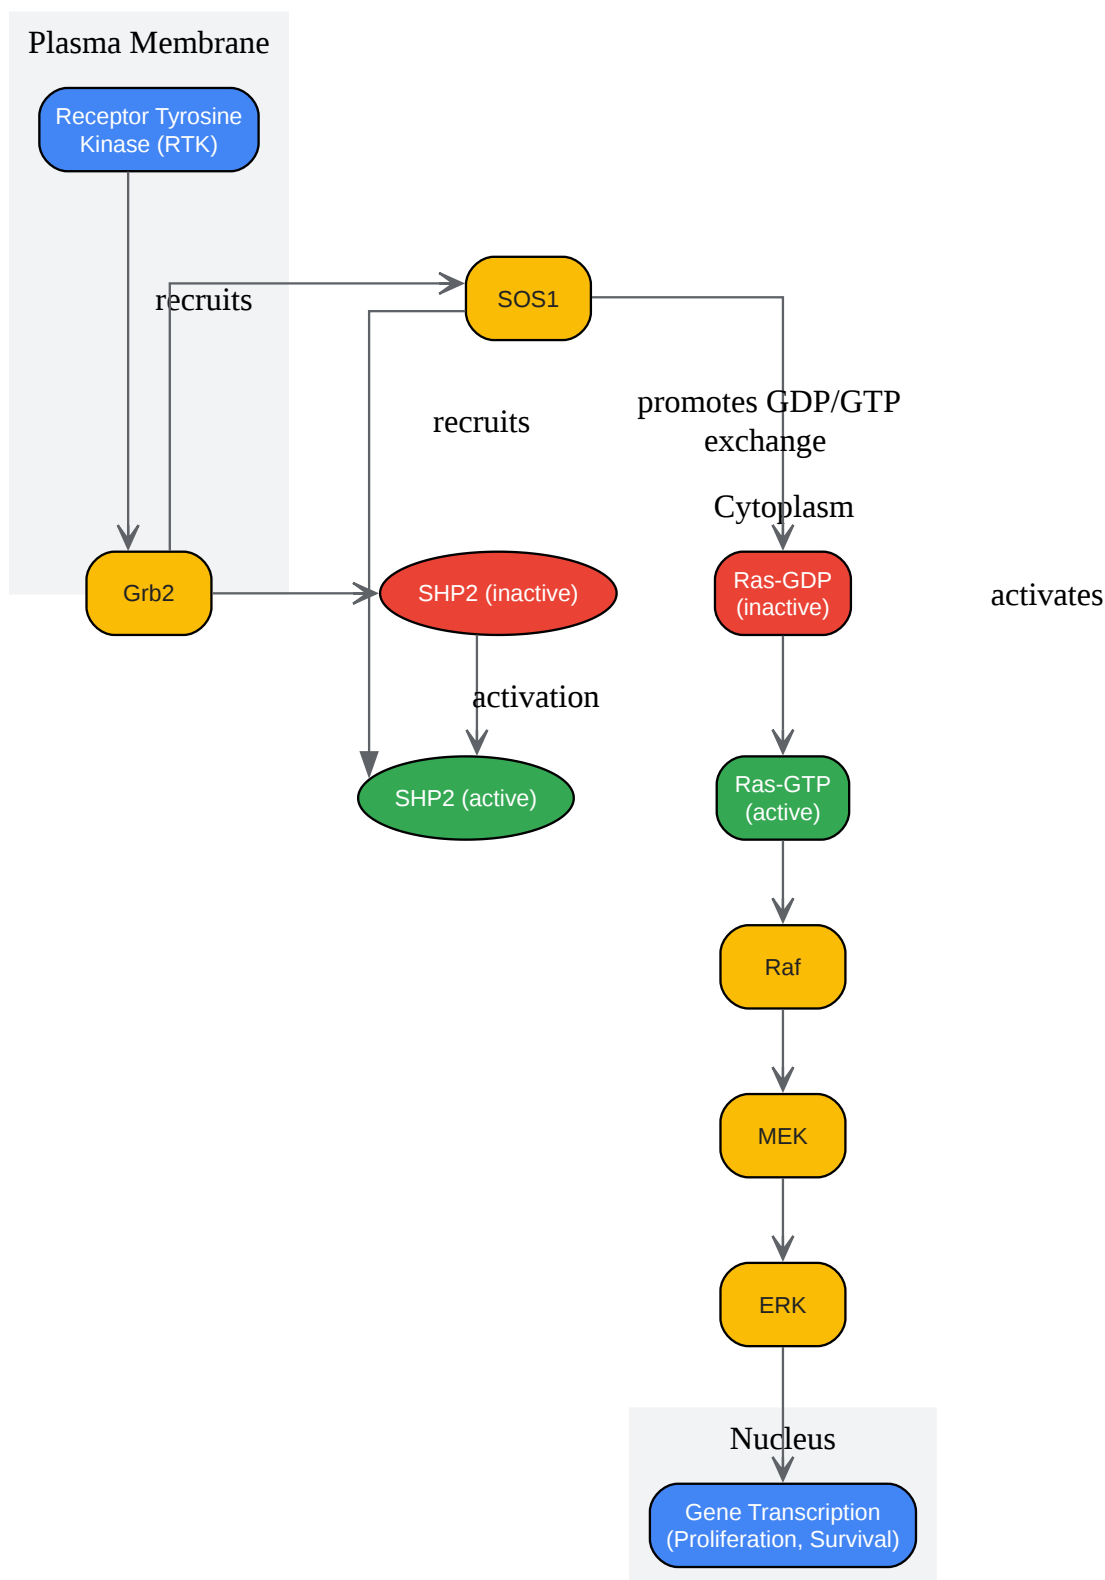 Plasma Membrane
Receptor Tyrosine
Kinase (RTK)
recruits
SOS1
recruits
promotes GDP/GTP
exchange
Cytoplasm
Grb2
SHP2 (inactive)
Ras-GDP
(inactive)
activates
activation
SHP2 (active)
Ras-GTP
(active)
Raf
MEK
ERK
Nucleus
Gene Transcription
(Proliferation, Survival)